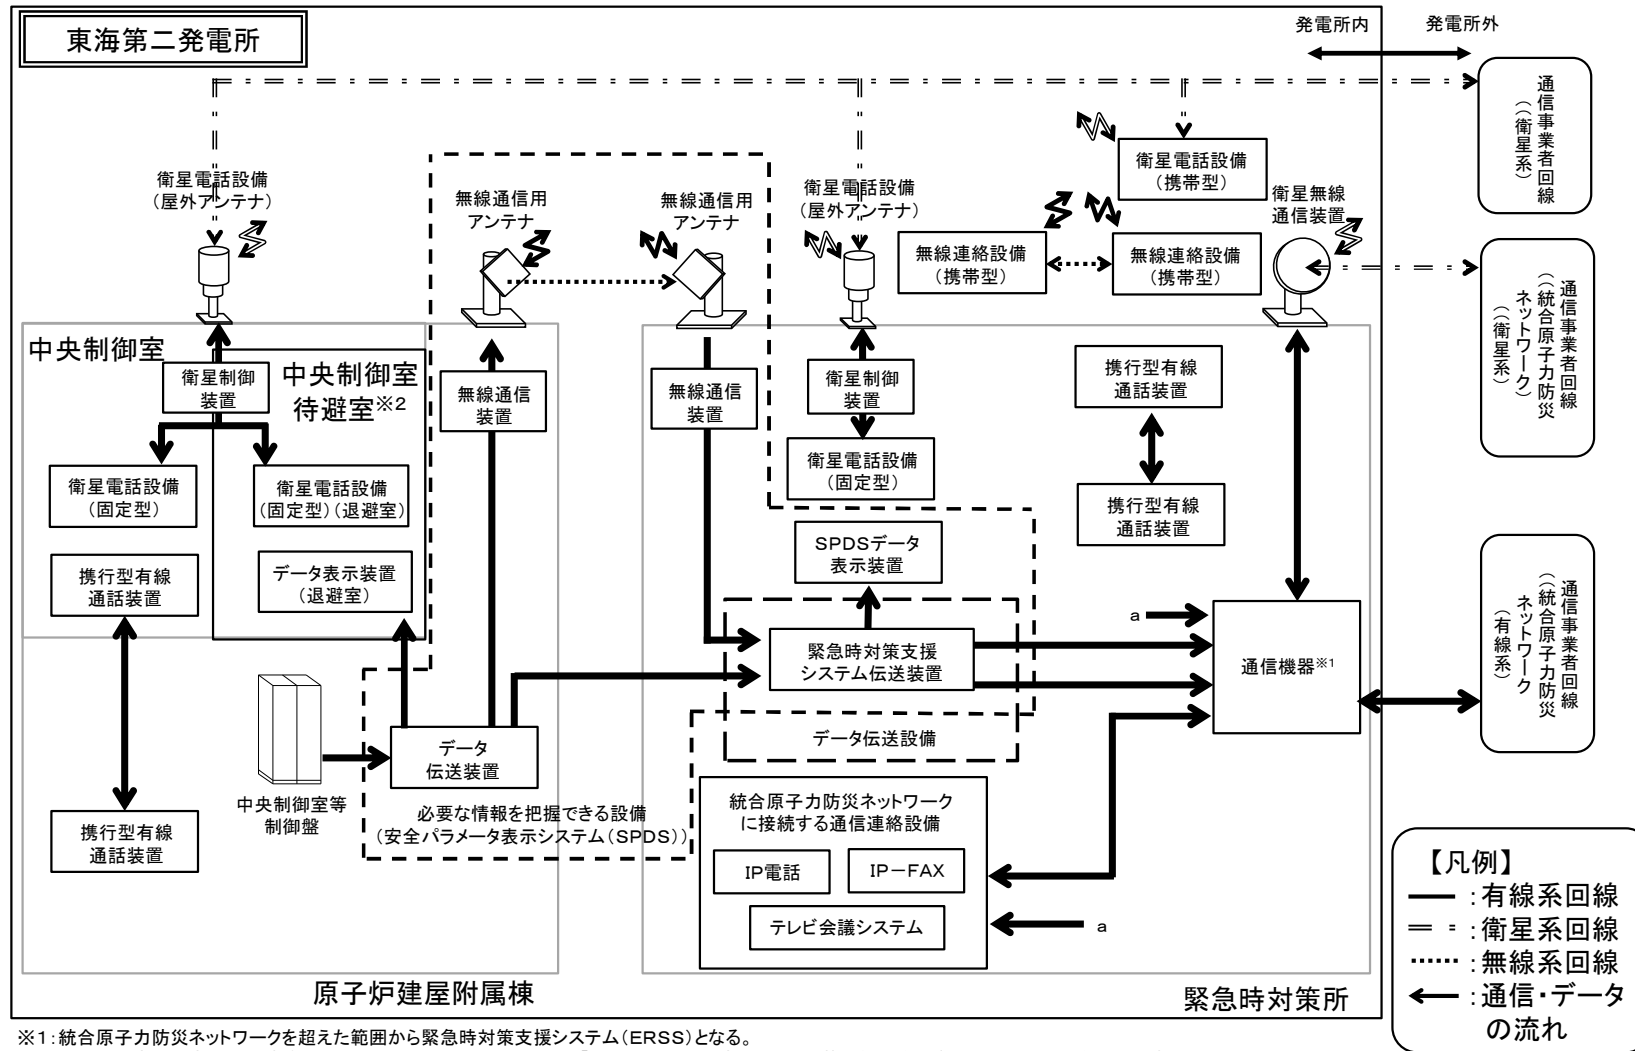 東海第二発電所
発電所内
発電所外
通信事業者回線
((衛星系)
衛星電話設備
(屋外アンテナ)
無線通信用
アンテナ
無線通信用
アンテナ
衛星電話設備
(屋外アンテナ)
衛星電話設備
(携帯型)
衛星無線
通信装置
無線連絡設備
(携帯型)
無線連絡設備
(携帯型)
通信事業者回線
((統合原子力防災
ネットワーク)
((衛星系)
中央制御室
衛星制御
装置
中央制御室
待避室※2
無線通信
装置
無線通信
装置
衛星制御
装置
携行型有線
通話装置
衛星電話設備
(固定型)
衛星電話設備
(固定型)(退避室)
衛星電話設備
(固定型)
携行型有線
通話装置
携行型有線
通話装置
データ表示装置
(退避室)
SPDSデータ
表示装置
通信事業者回線
((統合原子力防災
ネットワーク
(有線系)
a
緊急時対策支援
システム伝送装置
通信機器※1
データ
伝送装置
データ伝送設備
中央制御室等
制御盤
必要な情報を把握できる設備
(安全パラメータ表示システム(SPDS))
携行型有線
通話装置
統合原子力防災ネットワーク
に接続する通信連絡設備
IP電話
IP-FAX
テレビ会議システム
a
原子炉建屋附属棟
緊急時対策所
【凡例】
:有線系回線
:衛星系回線
:無線系回線
:通信・データ
の流れ
※1:統合原子力防災ネットワークを超えた範囲から緊急時対策支援システム(ERSS)となる。